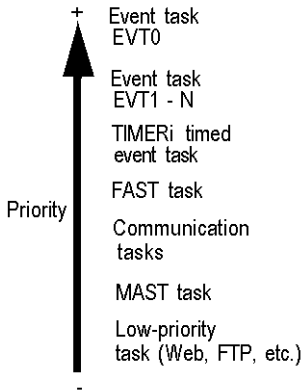 +
Event task
EVT0
Event task
EVT1 - N
TIMERi timed
event task
FAST task
Priority
Communication
tasks
MAST task
Low-priority
task (Web, FTP, etc.)
-